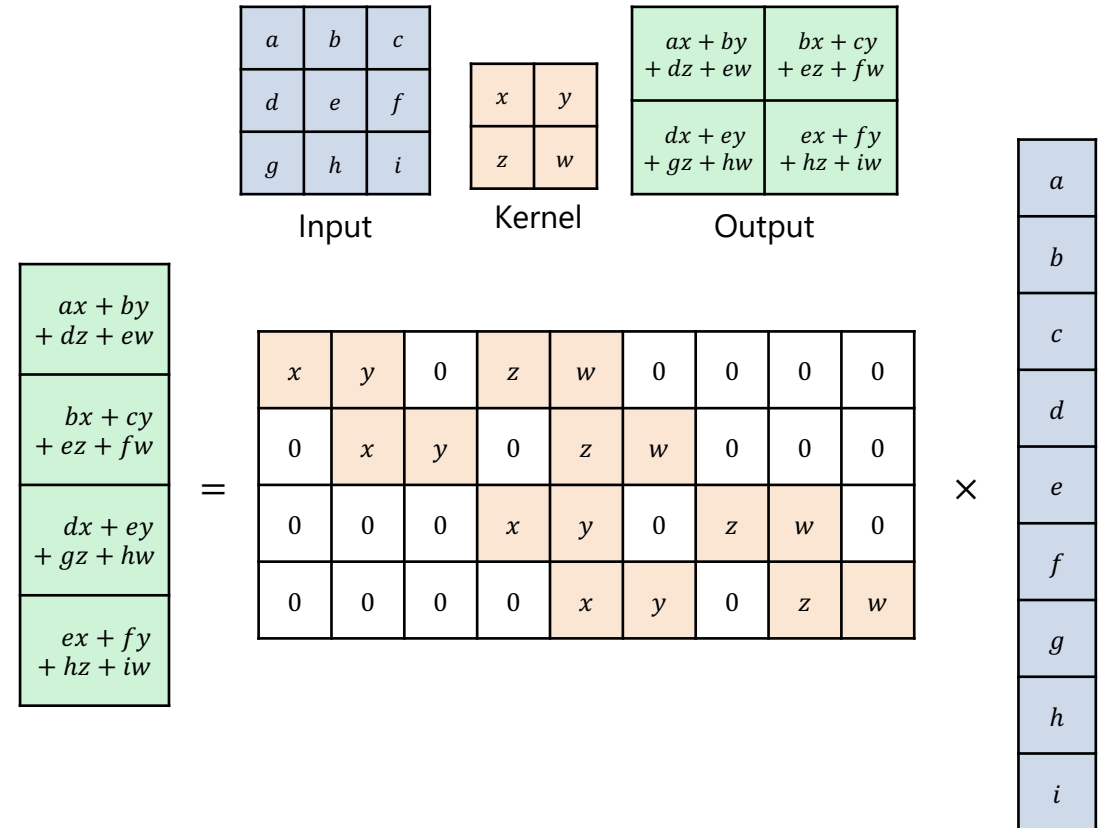 a b c
d e f
g h i
Input
x y
z w
Kernel
ax + by
+ dz + ew
bx + cy
+ ez + fw
dx + ey
+ gz + hw
ex + fy
+ hz + iw
Output
ax + by
+ dz + ew
bx + cy
+ ez + fw
dx + ey
+ gz + hw
ex + fy
+ hz + iw
=
x y 0 z w 0 0 0 0
0 x y 0 z w 0 0 0
0 0 0 x y 0 z w 0
0 0 0 0 x y 0 z w
×
a
b
c
d
e
f
g
h
i